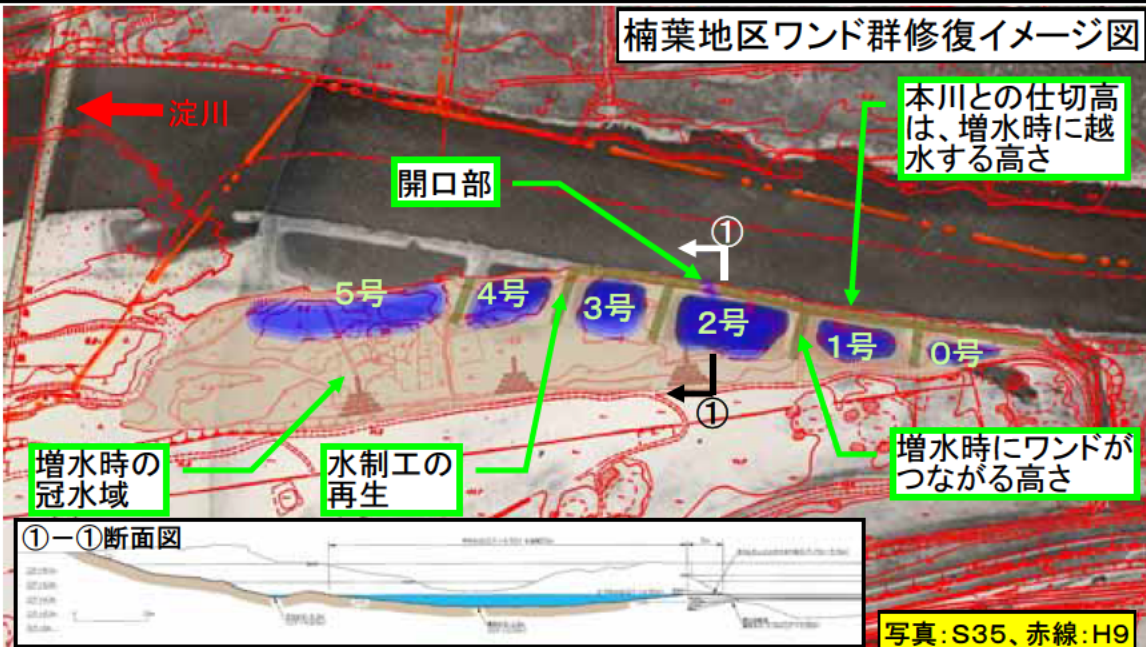 楠葉地区ワンド群修復イメージ図
淀川
本川との仕切高
は、増水時に越
水する高さ
開口部
①
5号
4号
3号
2号
1号
0号
①
増水時の
冠水域
水制工の
再生
増水時にワンドが
つながる高さ
①－①断面図
写真:S35、赤線:H9